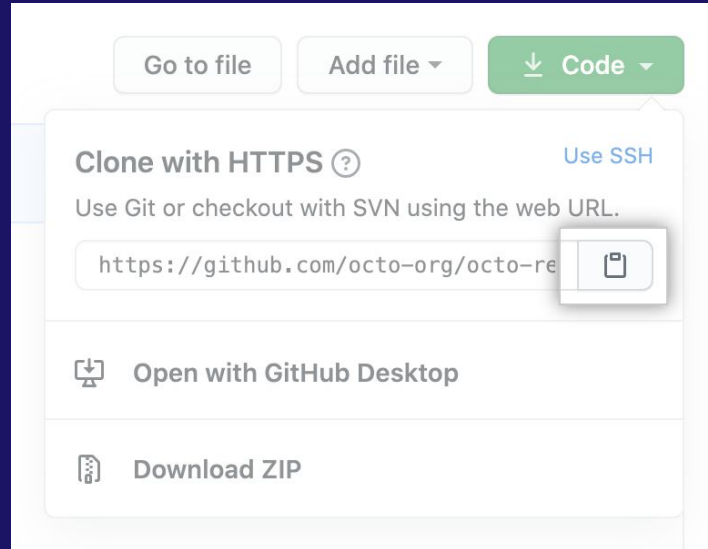 Go to file
Add file
Code
Clone with HTTPS
Use SSH
Use Git or checkout with SVN using the web URL.
https://github.com/octo-org/octo-re
Open with GitHub Desktop
Download ZIP